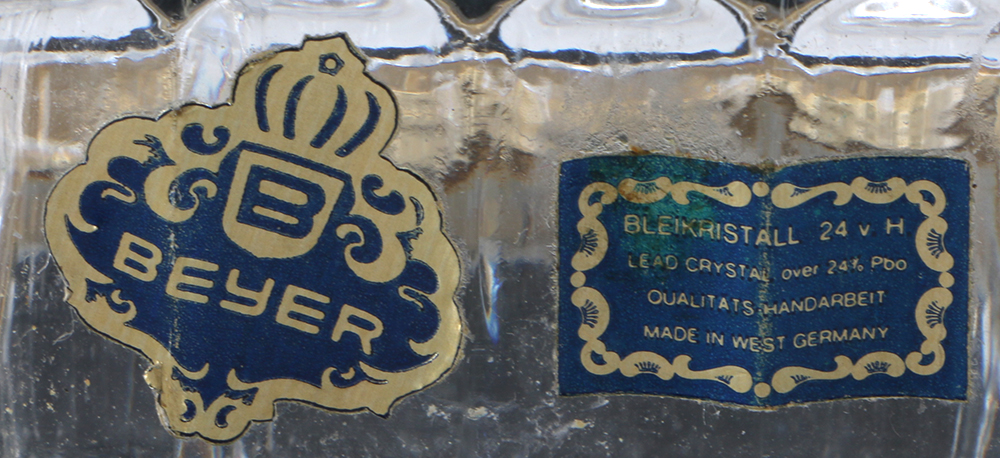 B
BEYER
BLEIKRISTALL 24 v H
LEAD CRYSTAL over 24% Pbo
QUALITATS-HANDARBEIT
MADE IN WEST GERMANY